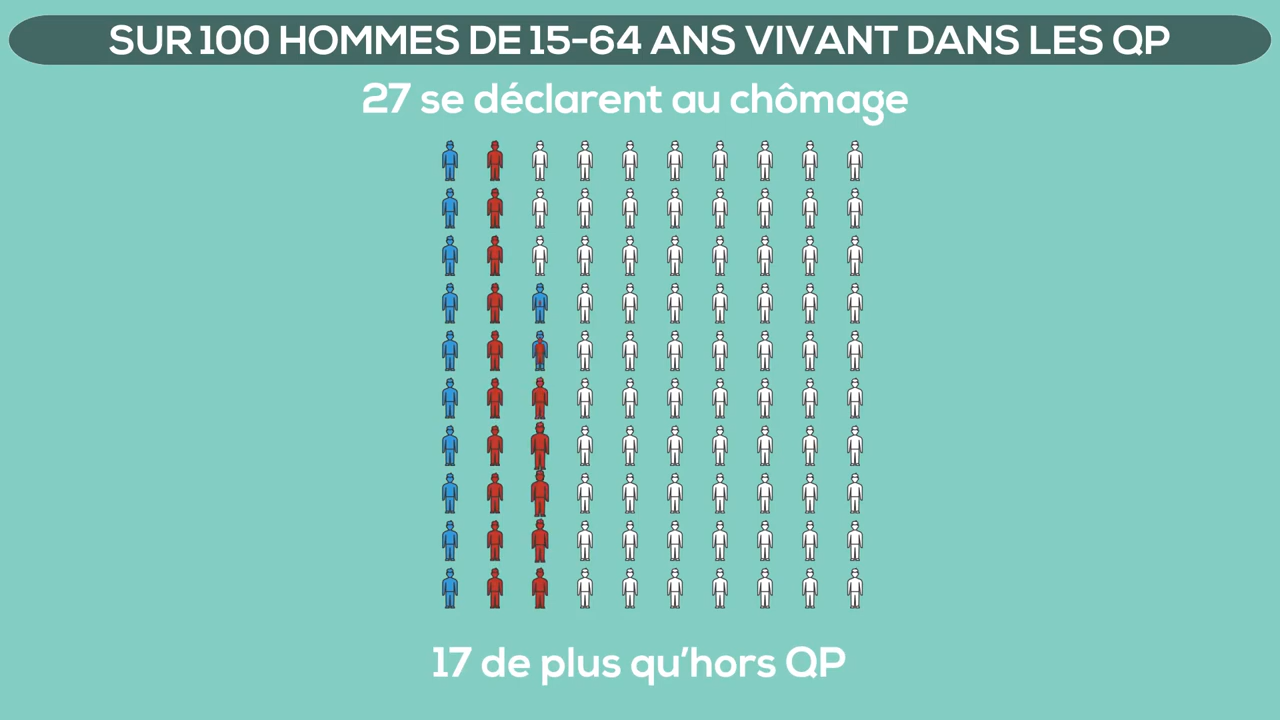 SUR 100 HOMMES DE 15-64 ANS VIVANT DANS LES QP
27 se déclarent au chômage
17 de plus qu'hors QP